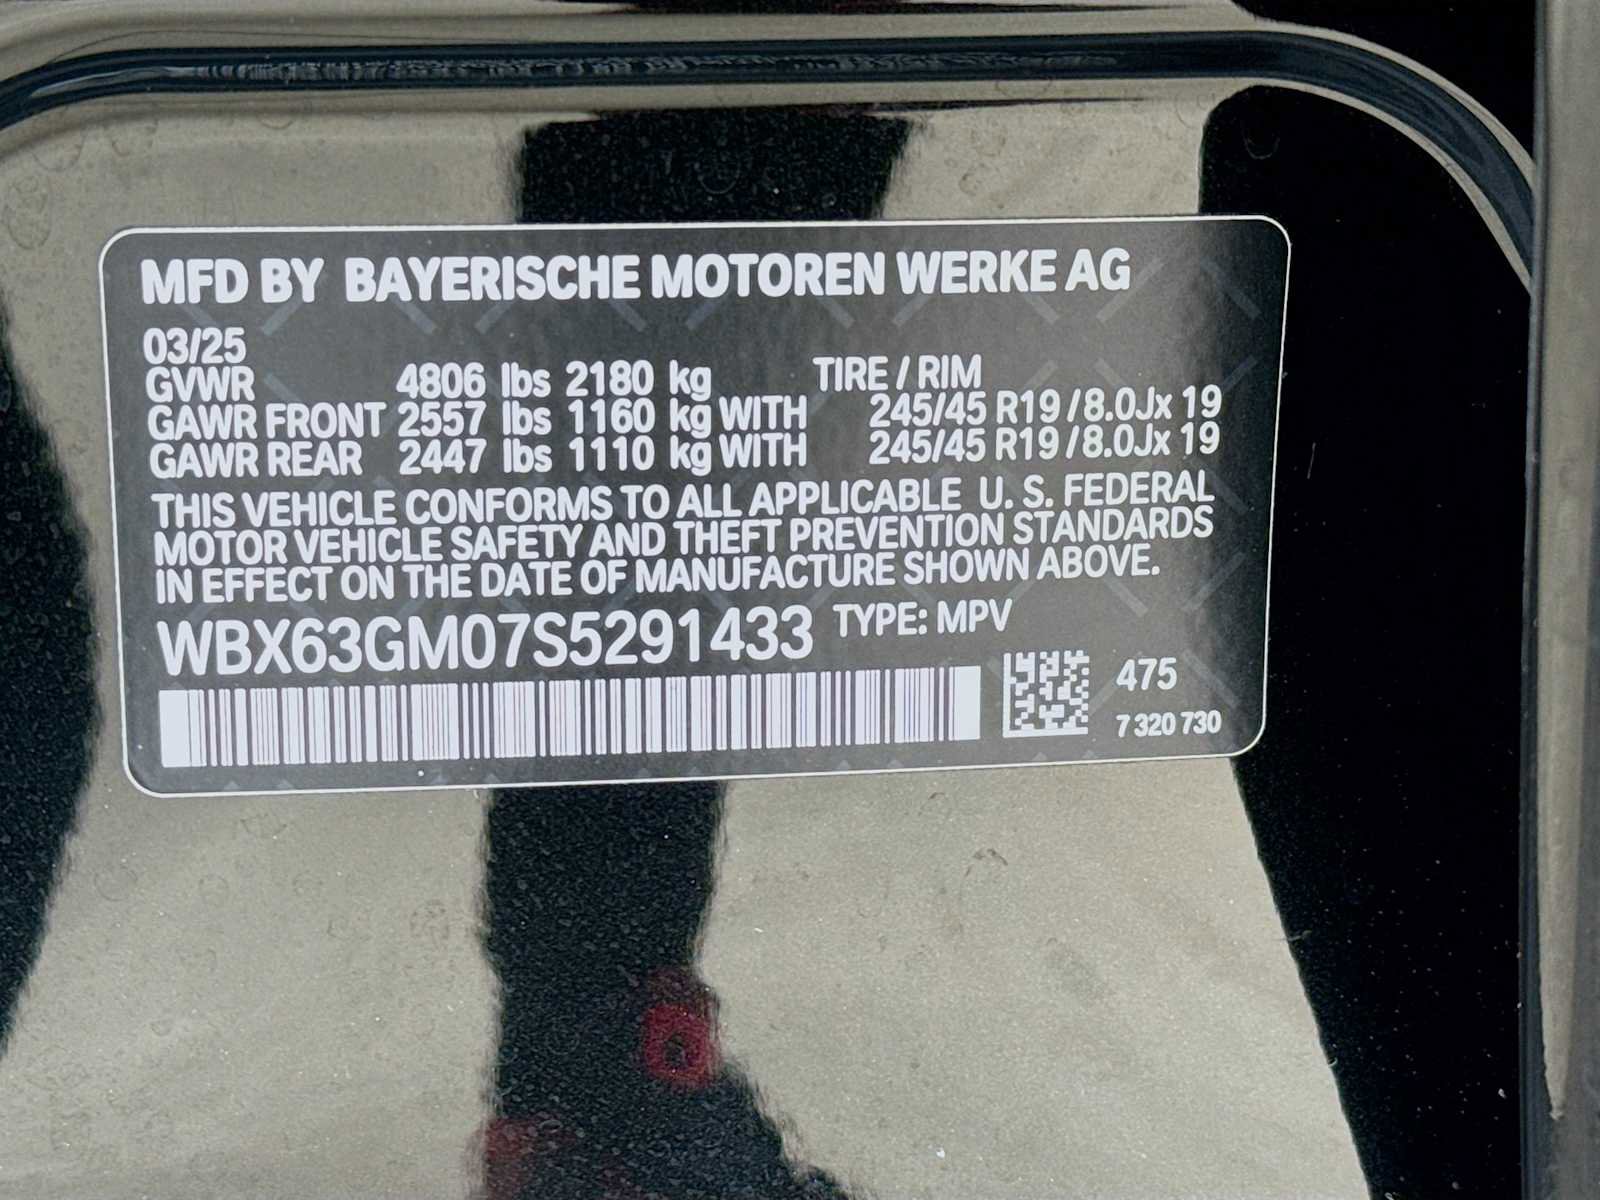 MFD BY BAYERISCHE MOTOREN WERKE AG
03/25
GVWR 4806 lbs 2180 kg TIRE / RIM
GAWR FRONT 2557 lbs 1160 kg WITH 245/45 R19 /8.0Jx 19
GAWR REAR 2447 lbs 1110 kg WITH 245/45 R19 /8.0Jx 19
THIS VEHICLE CONFORMS TO ALL APPLICABLE U. S. FEDERAL
MOTOR VEHICLE SAFETY AND THEFT PREVENTION STANDARDS
IN EFFECT ON THE DATE OF MANUFACTURE SHOWN ABOVE.
WBX63GM07S5291433 TYPE: MPV
475
7 320 730